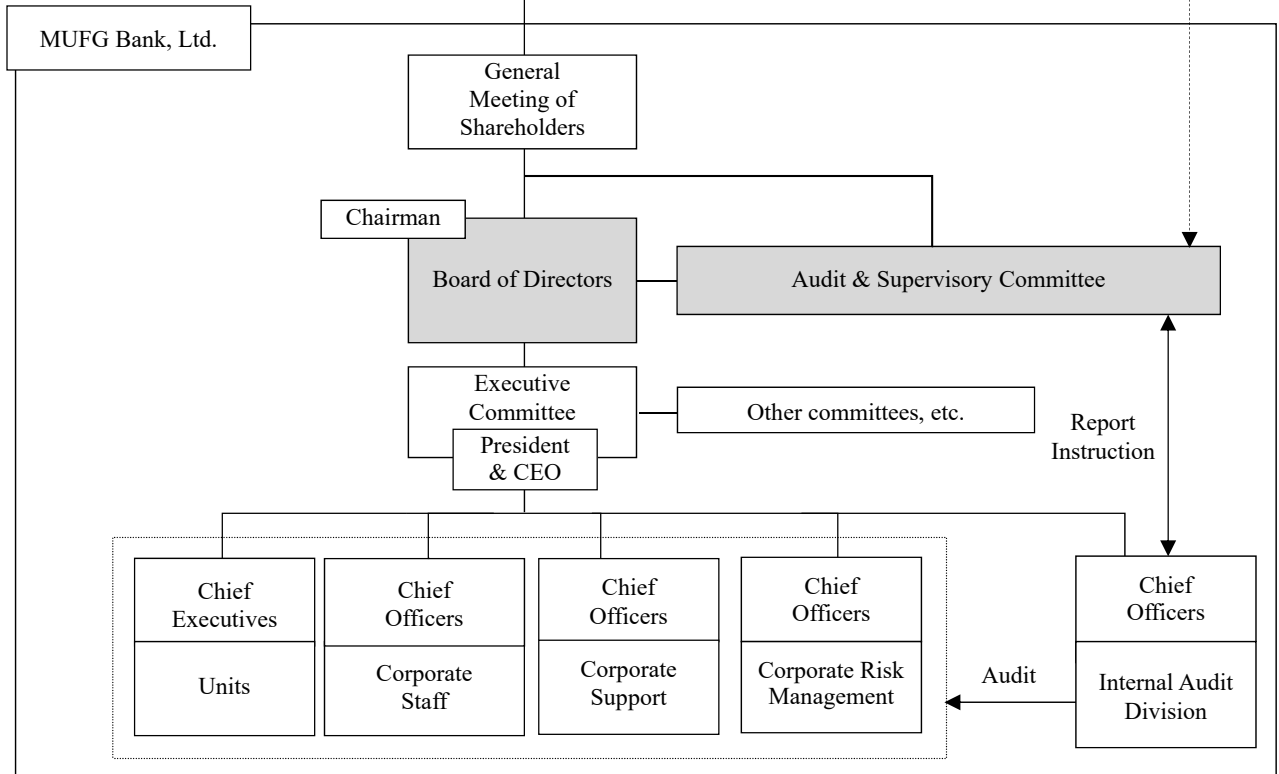 MUFG Bank, Ltd.
General
Meeting of
Shareholders
Chairman
Board of Directors
Audit & Supervisory Committee
Executive
Committee
Other committees, etc.
President
& CEO
Report
Instruction
Chief
Executives
Units
Chief
Officers
Corporate
Staff
Chief
Officers
Corporate
Support
Chief
Officers
Corporate Risk
Management
Audit
Chief
Officers
Internal Audit
Division